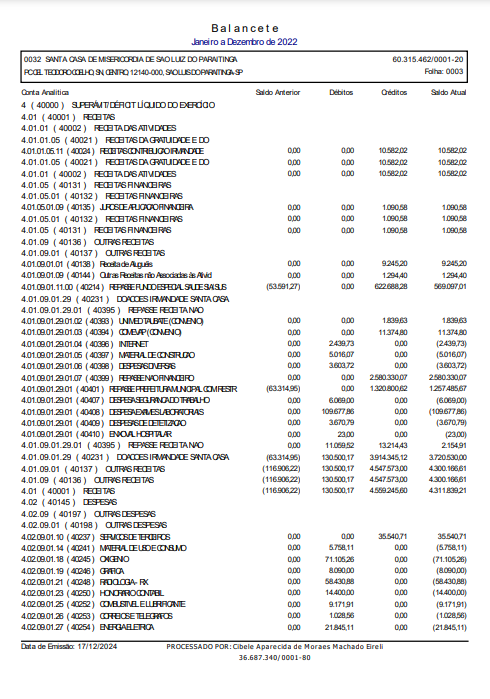 Balancete
Janeiro a Dezembro de 2022
0032 SANTA CASA DE MISERICORDIA DE SAO LUIZ DO PARAITINGA 60.315.462/0001-20
PC CEL TEODORO COELHO, SN, CENTRO, 12140-000, SAO LUIS DO PARAITINGA-SP Folha: 0003
Conta Analítica Saldo Anterior Débitos Créditos Saldo Atual
4 ( 40000 ) SUPERÁVIT/DÉFICIT LÍQUIDO DO EXERCÍCIO
4.01 ( 40001 ) RECEITAS
4.01.01 ( 40002 ) RECEITA DAS ATIVIDADES
4.01.01.05 ( 40021 ) RECEITAS DA GRATUIDADE E DO
4.01.01.05.11 ( 40024 ) RECEITAS CONTRIBUICAO IRMANDADE 0,00 0,00 10.582,02 10.582,02
4.01.01.05 ( 40021 ) RECEITAS DA GRATUIDADE E DO 0,00 0,00 10.582,02 10.582,02
4.01.01 ( 40002 ) RECEITA DAS ATIVIDADES 0,00 0,00 10.582,02 10.582,02
4.01.05 ( 40131 ) RECEITAS FINANCEIRAS
4.01.05.01 ( 40132 ) RECEITAS FINANCEIRAS
4.01.05.01.09 ( 40135 ) JUROS DE APLICACAO FINANCEIRA 0,00 0,00 1.090,58 1.090,58
4.01.05.01 ( 40132 ) RECEITAS FINANCEIRAS 0,00 0,00 1.090,58 1.090,58
4.01.05 ( 40131 ) RECEITAS FINANCEIRAS 0,00 0,00 1.090,58 1.090,58
4.01.09 ( 40136 ) OUTRAS RECEITAS
4.01.09.01 ( 40137 ) OUTRAS RECEITAS
4.01.09.01.01 ( 40138 ) Receita de Aluguéis 0,00 0,00 9.245,20 9.245,20
4.01.09.01.09 ( 40144 ) Outras Receitas não Associadas às Ativid 0,00 0,00 1.294,40 1.294,40
4.01.09.01.11.00 ( 40214 ) REPASSE FUNDO ESPECIAL SAUDE SIA SUS (53.591,27) 0,00 622.688,28 569.097,01
4.01.09.01.29 ( 40231 ) DOACOES IRMANDADE SANTA CASA
4.01.09.01.29.01 ( 40395 ) REPASSE RECEITA NAO
4.01.09.01.29.01.02 ( 40393 ) UNIMED TAUBATE (CONVENIO) 0,00 0,00 1.839,63 1.839,63
4.01.09.01.29.01.03 ( 40394 ) COMEVAP (CONVENIO) 0,00 0,00 11.374,80 11.374,80
4.01.09.01.29.01.04 ( 40396 ) INTERNET 0,00 2.439,73 0,00 (2.439,73)
4.01.09.01.29.01.05 ( 40397 ) MATERIAL DE CONSTRUÇAO 0,00 5.016,07 0,00 (5.016,07)
4.01.09.01.29.01.06 ( 40398 ) DESPESAS DIVERSAS 0,00 3.603,72 0,00 (3.603,72)
4.01.09.01.29.01.07 ( 40399 ) REPASSE NAO FINANCEIRO 0,00 0,00 2.580.330,07 2.580.330,07
4.01.09.01.29.01 ( 40401 ) REPASSE PREFEITURA MUNICIPAL COM RESTR (63.314,95) 0,00 1.320.800,62 1.257.485,67
4.01.09.01.29.01 ( 40407 ) DESPESA SEGURANCA DO TRABALHO 0,00 6.069,00 0,00 (6.069,00)
4.01.09.01.29.01 ( 40408 ) DESPESA EXAMES LABORATORIAIS 0,00 109.677,86 0,00 (109.677,86)
4.01.09.01.29.01 ( 40409 ) DESPESAS DE DETETIZACAO 0,00 3.670,79 0,00 (3.670,79)
4.01.09.01.29.01 ( 40410 ) ENXOVAL HOSPITALAR 0,00 23,00 0,00 (23,00)
4.01.09.01.29.01 ( 40395 ) REPASSE RECEITA NAO 0,00 11.059,52 13.214,43 2.154,91
4.01.09.01.29 ( 40231 ) DOACOES IRMANDADE SANTA CASA (63.314,95) 130.500,17 3.914.345,12 3.720.530,00
4.01.09.01 ( 40137 ) OUTRAS RECEITAS (116.906,22) 130.500,17 4.547.573,00 4.300.166,61
4.01.09 ( 40136 ) OUTRAS RECEITAS (116.906,22) 130.500,17 4.547.573,00 4.300.166,61
4.01 ( 40001 ) RECEITAS (116.906,22) 130.500,17 4.559.245,60 4.311.839,21
4.02 ( 40145 ) DESPESAS
4.02.09 ( 40197 ) OUTRAS DESPESAS
4.02.09.01 ( 40198 ) OUTRAS DESPESAS
4.02.09.01.10 ( 40237 ) SERVICOS DE TERCEIROS 0,00 0,00 35.540,71 35.540,71
4.02.09.01.14 ( 40241 ) MATERIAL DE USO E CONSUMO 0,00 5.758,11 0,00 (5.758,11)
4.02.09.01.18 ( 40245 ) OXIGENIO 0,00 71.105,26 0,00 (71.105,26)
4.02.09.01.19 ( 40246 ) GRAFICA 0,00 8.090,00 0,00 (8.090,00)
4.02.09.01.21 ( 40248 ) RADIOLOGIA - RX 0,00 58.430,88 0,00 (58.430,88)
4.02.09.01.23 ( 40250 ) HONORARIO CONTABIL 0,00 14.400,00 0,00 (14.400,00)
4.02.09.01.25 ( 40252 ) COMBUSTIVEL E LUBRIFICANTE 0,00 9.171,91 0,00 (9.171,91)
4.02.09.01.26 ( 40253 ) CORREIOS E TELEGRAFOS 0,00 1.028,56 0,00 (1.028,56)
4.02.09.01.27 ( 40254 ) ENERGIA ELETRICA 0,00 21.845,11 0,00 (21.845,11)
Data de Emissão: 17/12/2024 PROCESSADO POR: Cibele Aparecida de Moraes Machado Eireli
36.687.340/0001-80